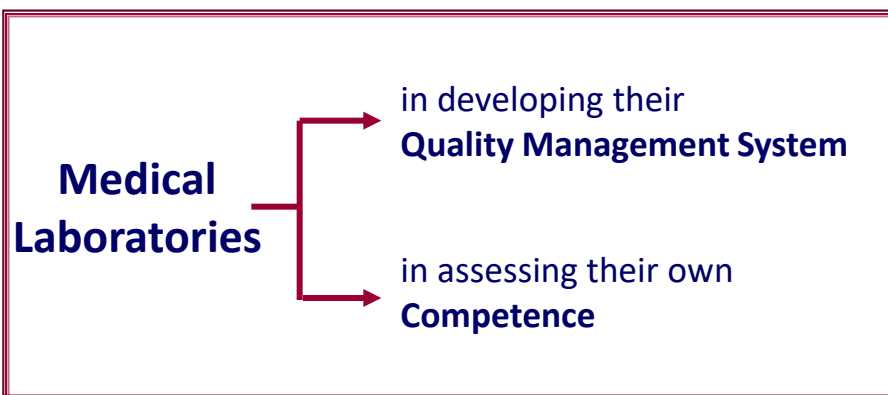 Medical
Laboratories
in developing their
Quality Management System
in assessing their own
Competence